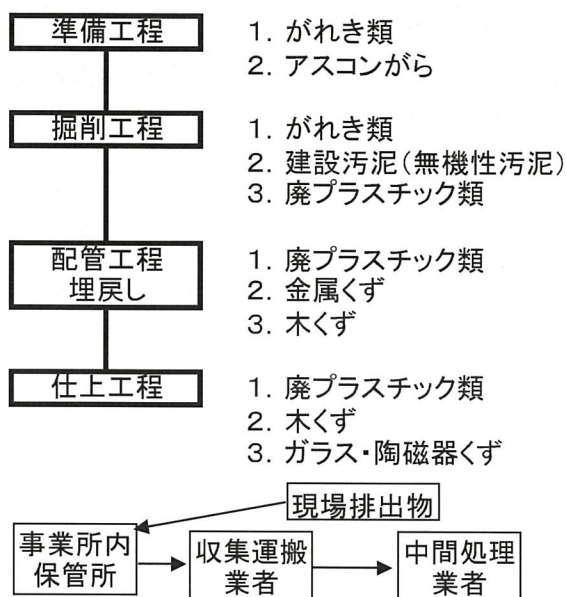 準備工程
1. がれき類
2. アスコンがら
掘削工程
1. がれき類
2. 建設汚泥(無機性汚泥)
3. 廃プラスチック類
配管工程
埋戻し
1. 廃プラスチック類
2. 金属くず
3. 木くず
仕上工程
1. 廃プラスチック類
2. 木くず
3. ガラス・陶磁器くず
現場排出物
事業所内
保管所
収集運搬
業者
中間処理
業者